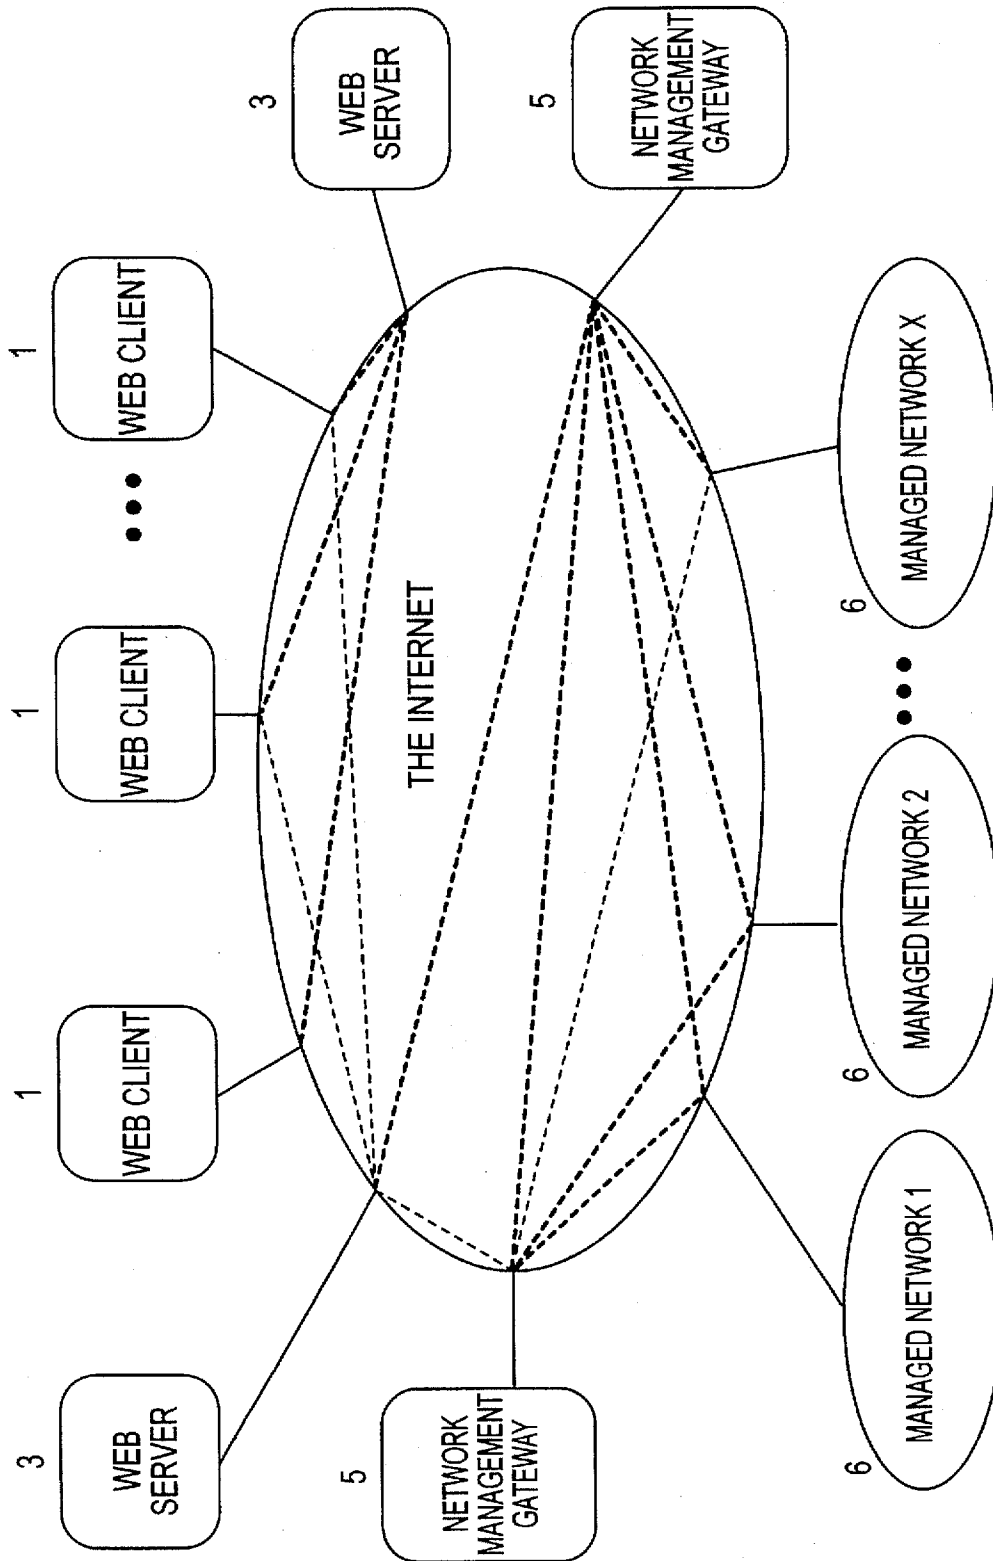 1
1
1
WEB CLIENT
WEB CLIENT
•••
WEB CLIENT
3
WEB
SERVER
3
WEB
SERVER
THE INTERNET
5
NETWORK
MANAGEMENT
GATEWAY
5
NETWORK
MANAGEMENT
GATEWAY
6
6
•••
6
MANAGED NETWORK 1
MANAGED NETWORK 2
MANAGED NETWORK X